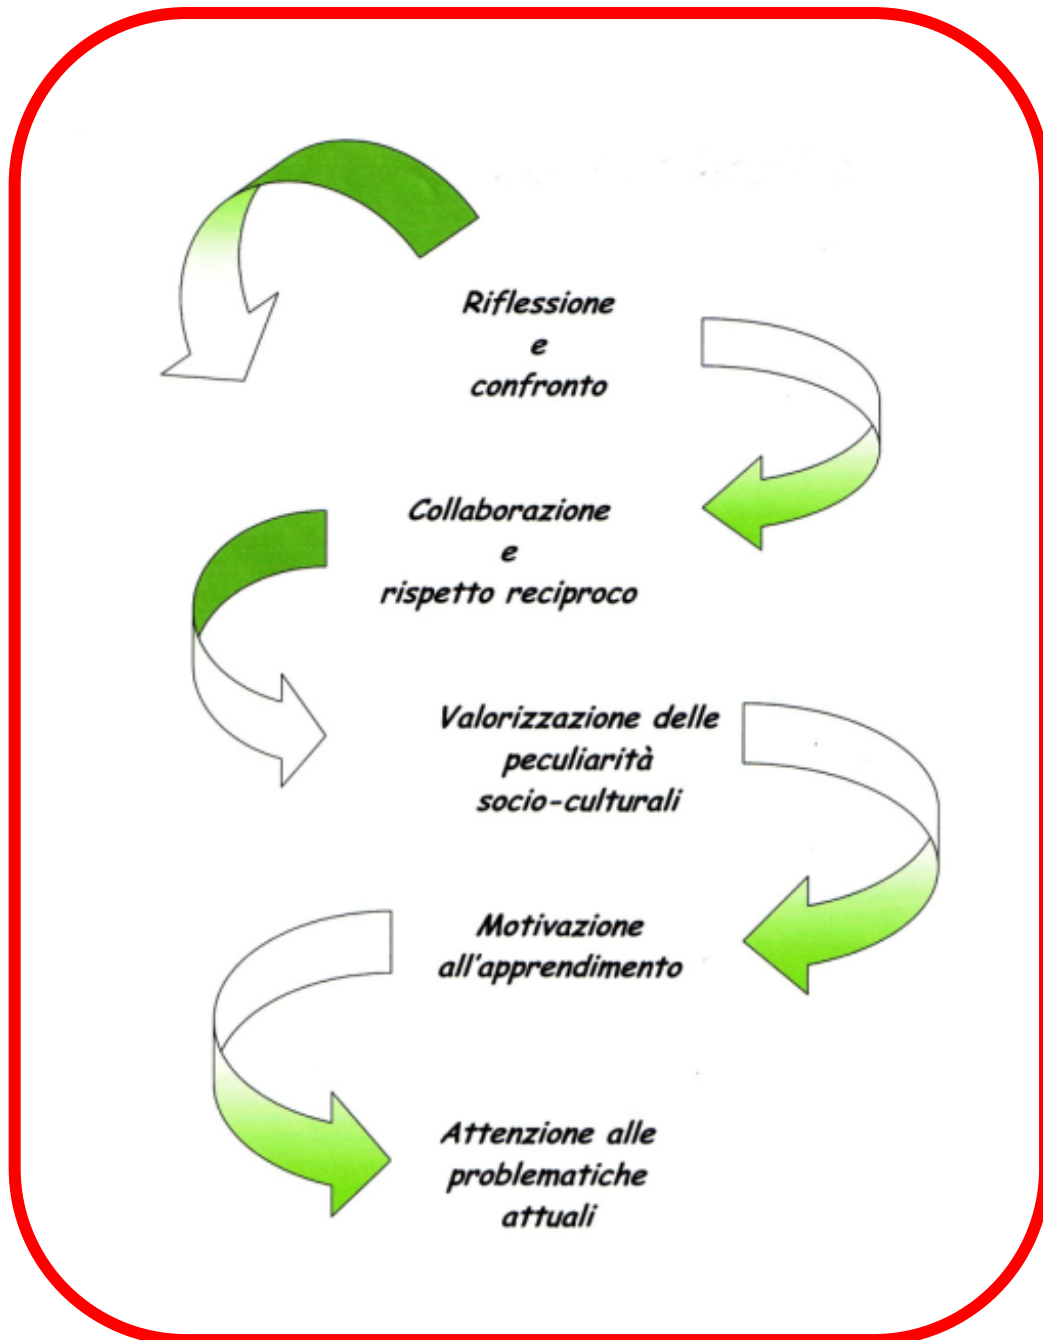 Riflessione
e
confronto
Collaborazione
e
rispetto reciproco
Valorizzazione delle
peculiarità
socio-culturali
Motivazione
all'apprendimento
Attenzione alle
problematiche
attuali